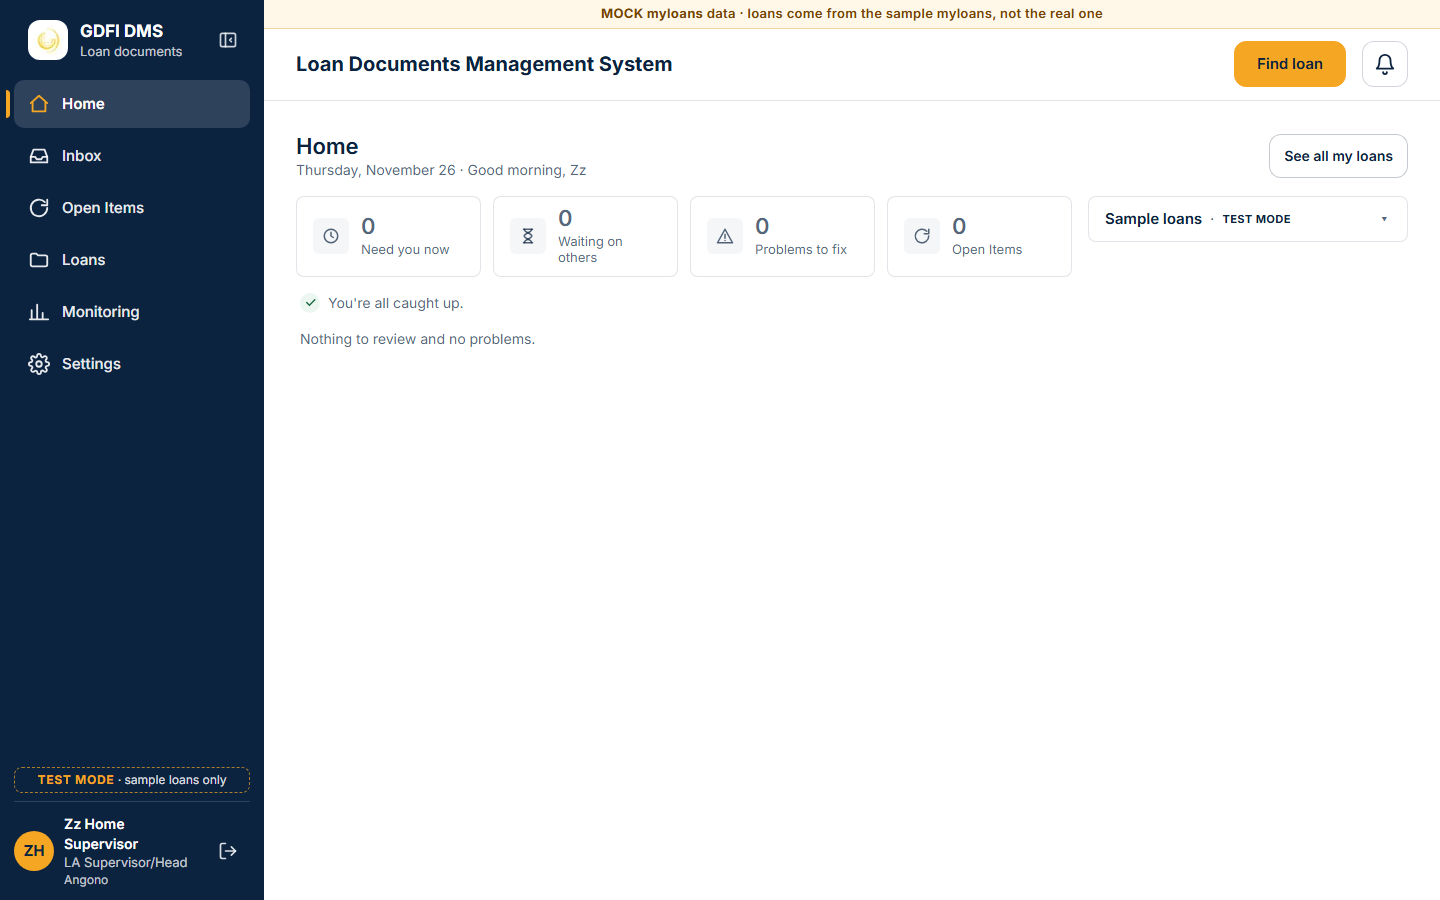 GDFI DMS
Loan documents
Home
Inbox
Open Items
Loans
Monitoring
Settings
TEST MODE · sample loans only
ZH
Zz Home
Supervisor
LA Supervisor/Head
Angono
MOCK myloans data · loans come from the sample myloans, not the real one
Loan Documents Management System
Find loan
Home
Thursday, November 26 · Good morning, Zz
See all my loans
0
Need you now
0
Waiting on
others
0
Problems to fix
0
Open Items
Sample loans · TEST MODE
You're all caught up.
Nothing to review and no problems.